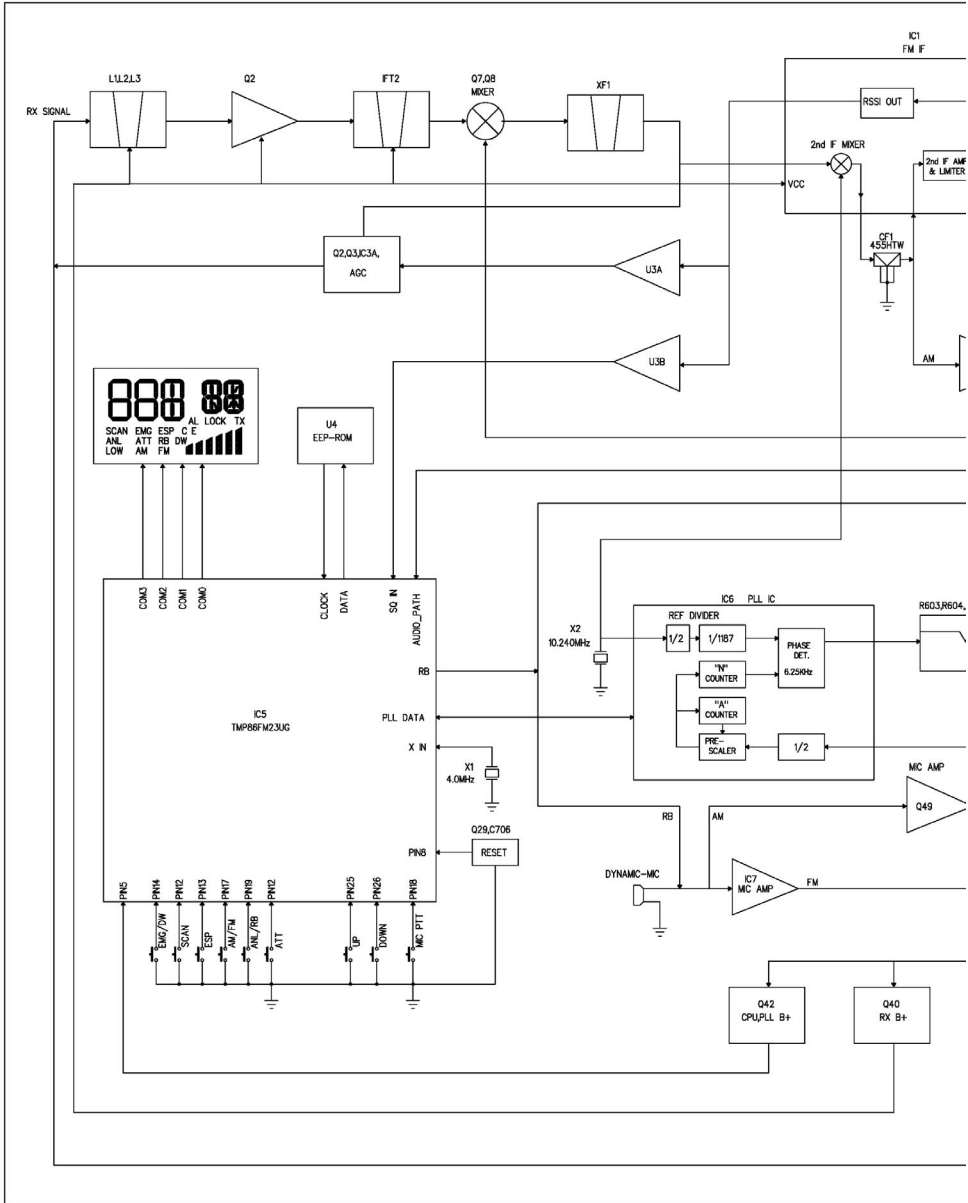 IC1
FM IF
L1,L2,L3
Q2
IFT2
Q7,Q8
MIXER
XF1
RX SIGNAL
RSSI OUT
2nd IF MIXER
2nd IF AMP
& LIMITER
VCC
CF1
455HTW
Q2,Q3,IC3A,
AGC
U3A
U3B
AM
AL LOCK TX
SCAN EMG ESP C E
ANL ATT RB DW
LOW AM FM
U4
EEP-ROM
COM3
COM2
COM1
COM0
CLOCK
DATA
SQ IN
AUDIO_PATH
RB
PLL DATA
X IN
IC5
TMP86FM23UG
X1
4.0MHz
X2
10.240MHz
IC6 PLL IC
REF DIVIDER
1/2
1/1187
PHASE
DET.
6.25KHz
"N"
COUNTER
"A"
COUNTER
PRE-
SCALER
1/2
R603,R604,
MIC AMP
Q49
RB
AM
Q29,C706
RESET
PIN8
DYNAMIC-MIC
IC7
MIC AMP
FM
PIN5
PIN14
PIN12
PIN13
PIN17
PIN19
PIN12
PIN25
PIN26
PIN18
EMG/DW
SCAN
ESP
AM/FM
ANL/RB
ATT
UP
DOWN
MIC PTT
Q42
CPU,PLL B+
Q40
RX B+